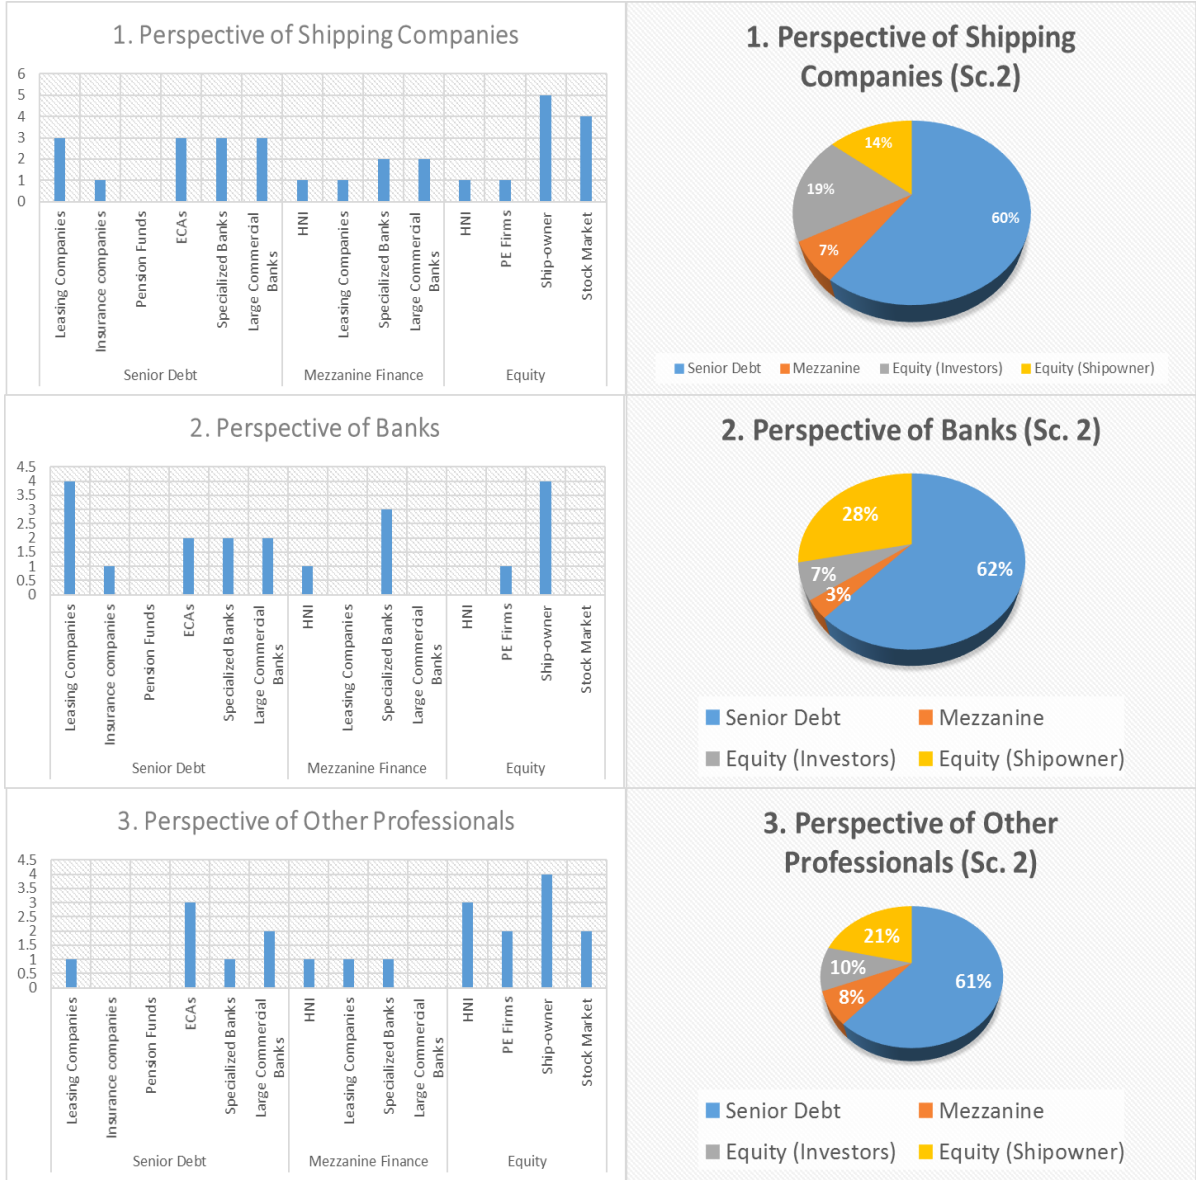 1. Perspective of Shipping Companies
6
5
4
3
2
1
0
Leasing Companies
Insurance companies
Pension Funds
ECAs
Specialized Banks
Large Commercial
Banks
HNI
Leasing Companies
Specialized Banks
Large Commercial
Banks
HNI
PE Firms
Ship-owner
Stock Market
Senior Debt
Mezzanine Finance
Equity
1. Perspective of Shipping
Companies (Sc.2)
14%
19%
60%
7%
Senior Debt
Mezzanine
Equity (Investors)
Equity (Shipowner)
2. Perspective of Banks
4.5
4
3.5
3
2.5
2
1.5
1
0.5
0
Leasing Companies
Insurance companies
Pension Funds
ECAs
Specialized Banks
Large Commercial
Banks
HNI
Leasing Companies
Specialized Banks
Large Commercial
Banks
HNI
PE Firms
Ship-owner
Stock Market
Senior Debt
Mezzanine Finance
Equity
2. Perspective of Banks (Sc. 2)
28%
7%
62%
3%
Senior Debt
Mezzanine
Equity (Investors)
Equity (Shipowner)
3. Perspective of Other Professionals
4.5
4
3.5
3
2.5
2
1.5
1
0.5
0
Leasing Companies
Insurance companies
Pension Funds
ECAs
Specialized Banks
Large Commercial
Banks
HNI
Leasing Companies
Specialized Banks
Large Commercial
Banks
HNI
PE Firms
Ship-owner
Stock Market
Senior Debt
Mezzanine Finance
Equity
3. Perspective of Other
Professionals (Sc. 2)
21%
10%
61%
8%
Senior Debt
Mezzanine
Equity (Investors)
Equity (Shipowner)